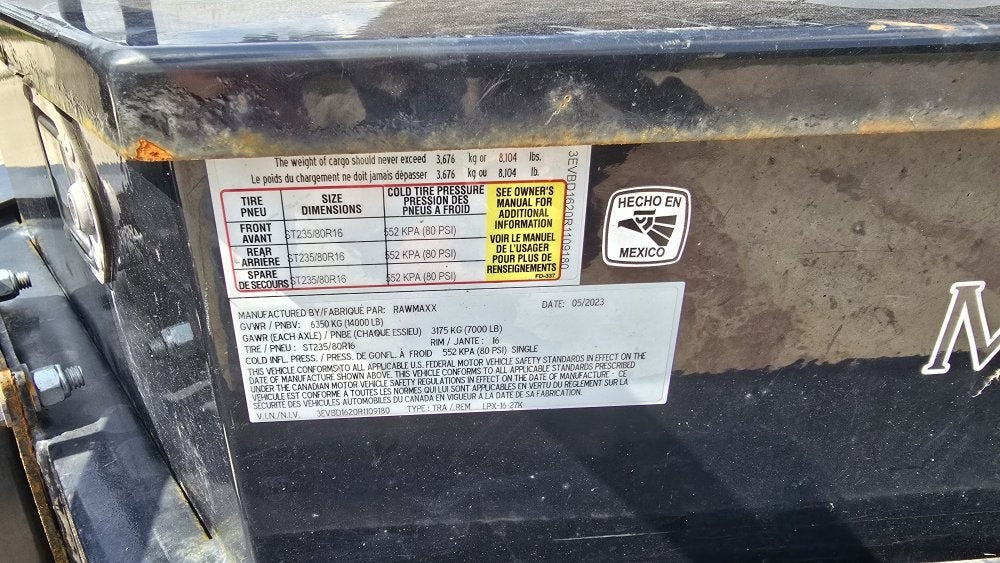 The weight of cargo should never exceed 3,676 kg or 8,104 lbs.
Le poids du chargement ne doit jamais dépasser 3,676 kg ou 8,104 lb.
TIRE PNEU
SIZE DIMENSIONS
COLD TIRE PRESSURE
PRESSION DES
PNEUS A FROID
FRONT AVANT
ST235/80R16
552 KPA (80 PSI)
REAR ARRIÈRE
ST235/80R16
552 KPA (80 PSI)
SPARE DE SECOURS
ST235/80R16
552 KPA (80 PSI)
SEE OWNER'S
MANUAL FOR
ADDITIONAL
INFORMATION
VOIR LE MANUEL
DE L'USAGER
POUR PLUS DE
RENSEIGNEMENTS
FD-337
3EVBD1620R1109180
HECHO EN
MEXICO
M
MANUFACTURED BY/FABRIQUÉ PAR: RAWMAXX DATE: 05/2023
GVWR / PNBV: 6350 KG (14000 LB)
GAWR (EACH AXLE) / PNBE (CHAQUE ESSIEU) 3175 KG (7000 LB)
TIRE / PNEU : ST235/80R16 RIM / JANTE : 16
COLD INFL. PRESS. / PRESS. DE GONFL. À FROID 552 KPA (80 PSI) SINGLE
THIS VEHICLE CONFORMS TO ALL APPLICABLE U.S. FEDERAL MOTOR VEHICLE SAFETY STANDARDS IN EFFECT ON THE
DATE OF MANUFACTURE SHOWN ABOVE. THIS VEHICLE CONFORMS TO ALL APPLICABLE STANDARDS PRESCRIBED
UNDER THE CANADIAN MOTOR VEHICLE SAFETY REGULATIONS IN EFFECT ON THE DATE OF MANUFACTURE - CE
VÉHICULE EST CONFORME A TOUTES LES NORMES QUI LUI SONT APPLICABLES EN VERTU DU REGLEMENT SUR LA
SÉCURITÉ DES VÉHICULES AUTOMOBILES DU CANADA EN VIGUEUR A LA DATE DE SA FABRICATION.
V.I.N./N.I.V. 3EVBD1620R1109180 TYPE : TRA / REM LPX-16-27K